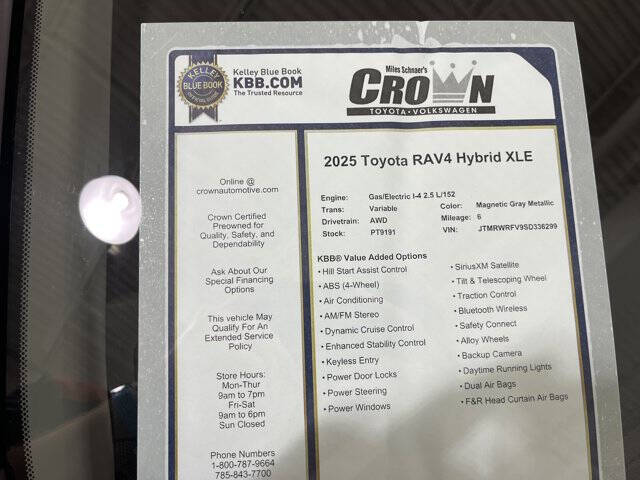 KELLEY
BLUE BOOK
OFFICIAL GUIDE
Kelley Blue Book
KBB.COM
The Trusted Resource
Miles Schnaer's
CROWN
TOYOTA • VOLKSWAGEN
Online @
crownautomotive.com
Crown Certified
Preowned for
Quality, Safety, and
Dependability
Ask About Our
Special Financing
Options
This vehicle May
Qualify For An
Extended Service
Policy
Store Hours:
Mon-Thur
9am to 7pm
Fri-Sat
9am to 6pm
Sun Closed
Phone Numbers
1-800-787-9664
785-843-7700
2025 Toyota RAV4 Hybrid XLE
Engine: Gas/Electric I-4 2.5 L/152
Trans: Variable
Drivetrain: AWD
Stock: PT9191
Color: Magnetic Gray Metallic
Mileage: 6
VIN: JTMRWRFV9SD336299
KBB® Value Added Options
• Hill Start Assist Control
• ABS (4-Wheel)
• Air Conditioning
• AM/FM Stereo
• Dynamic Cruise Control
• Enhanced Stability Control
• Keyless Entry
• Power Door Locks
• Power Steering
• Power Windows
• SiriusXM Satellite
• Tilt & Telescoping Wheel
• Traction Control
• Bluetooth Wireless
• Safety Connect
• Alloy Wheels
• Backup Camera
• Daytime Running Lights
• Dual Air Bags
• F&R Head Curtain Air Bags